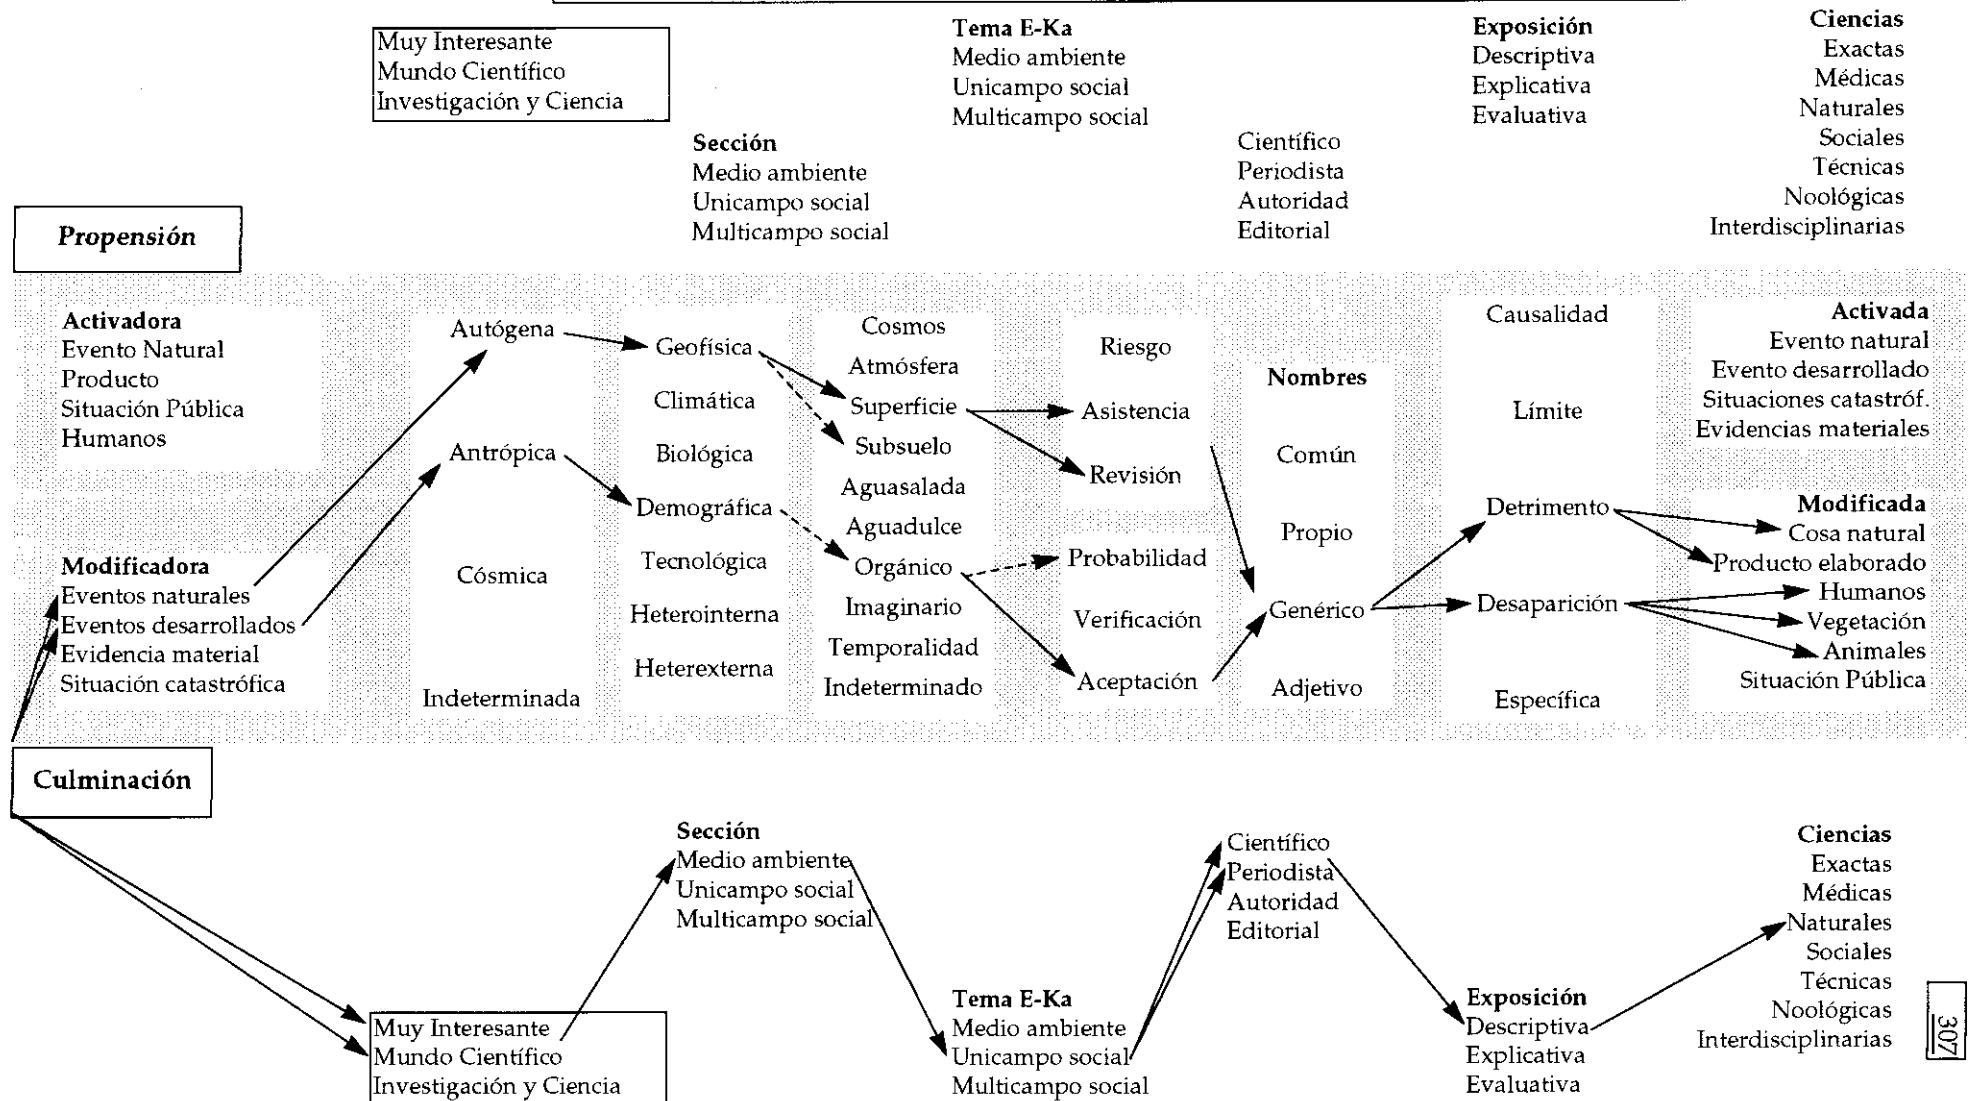 Muy Interesante
Mundo Científico
Investigación y Ciencia
Sección
Medio ambiente
Unicampo social
Multicampo social
Tema E-Ka
Medio ambiente
Unicampo social
Multicampo social
Científico
Periodista
Autoridad
Editorial
Exposición
Descriptiva
Explicativa
Evaluativa
Ciencias
Exactas
Médicas
Naturales
Sociales
Técnicas
Noológicas
Interdisciplinarias
Propensión
Activadora
Evento Natural
Producto
Situación Pública
Humanos
Modificadora
Eventos naturales
Eventos desarrollados
Evidencia material
Situación catastrófica
Autógena
Antrópica
Cósmica
Indeterminada
Geofísica
Climática
Biológica
Demográfica
Tecnológica
Heterointerna
Heterexterna
Cosmos
Atmósfera
Superficie
Subsuelo
Aguasalada
Aguadulce
Orgánico
Imaginario
Temporalidad
Indeterminado
Riesgo
Asistencia
Revisión
Probabilidad
Verificación
Aceptación
Nombres
Común
Propio
Genérico
Adjetivo
Causalidad
Límite
Detrimento
Desaparición
Específica
Activada
Evento natural
Evento desarrollado
Situaciones catastróf.
Evidencias materiales
Modificada
Cosa natural
Producto elaborado
Humanos
Vegetación
Animales
Situación Pública
Culminación
Muy Interesante
Mundo Científico
Investigación y Ciencia
Sección
Medio ambiente
Unicampo social
Multicampo social
Tema E-Ka
Medio ambiente
Unicampo social
Multicampo social
Científico
Periodista
Autoridad
Editorial
Exposición
Descriptiva
Explicativa
Evaluativa
Ciencias
Exactas
Médicas
Naturales
Sociales
Técnicas
Noológicas
Interdisciplinarias
307